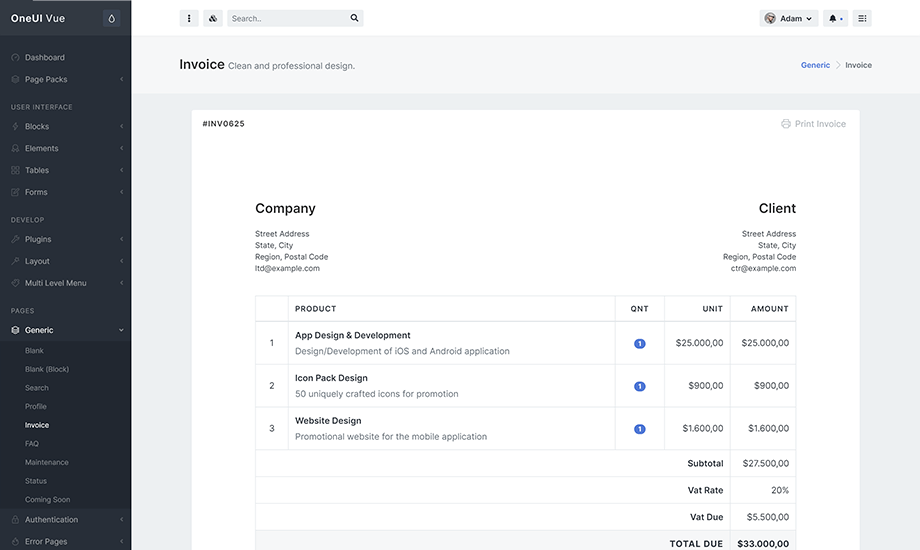 OneUI Vue
Search..
Adam
Dashboard
Page Packs
USER INTERFACE
Blocks
Elements
Tables
Forms
DEVELOP
Plugins
Layout
Multi Level Menu
PAGES
Generic
Blank
Blank (Block)
Search
Profile
Invoice
FAQ
Maintenance
Status
Coming Soon
Authentication
Error Pages
Invoice Clean and professional design.
Generic Invoice
#INV0625
Print Invoice
Company
Street Address
State, City
Region, Postal Code
ltd@example.com
Client
Street Address
State, City
Region, Postal Code
ctr@example.com
PRODUCT QNT UNIT AMOUNT
1 App Design & Development 1 $25.000,00 $25.000,00
Design/Development of iOS and Android application
2 Icon Pack Design 1 $900,00 $900,00
50 uniquely crafted icons for promotion
3 Website Design 1 $1.600,00 $1.600,00
Promotional website for the mobile application
Subtotal $27.500,00
Vat Rate 20%
Vat Due $5.500,00
TOTAL DUE $33.000,00